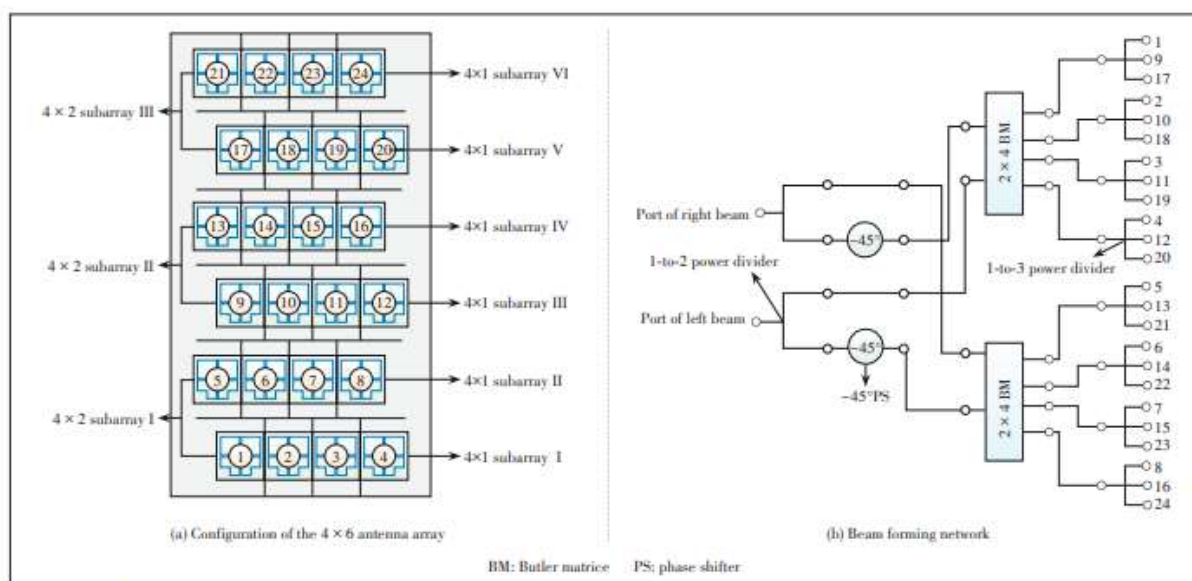 21 22 23 24
4×1 subarray VI
4 × 2 subarray III
17 18 19 20
4×1 subarray V
13 14 15 16
4×1 subarray IV
4 × 2 subarray II
9 10 11 12
4×1 subarray III
5 6 7 8
4×1 subarray II
4 × 2 subarray I
1 2 3 4
4×1 subarray I
(a) Configuration of the 4 × 6 antenna array
Port of right beam
−45°
1-to-2 power divider
Port of left beam
−45°
−45°PS
2 × 4 BM
2 × 4 BM
1
9
17
2
10
18
3
11
19
4
12
20
1-to-3 power divider
5
13
21
6
14
22
7
15
23
8
16
24
(b) Beam forming network
BM: Butler matrice PS: phase shifter